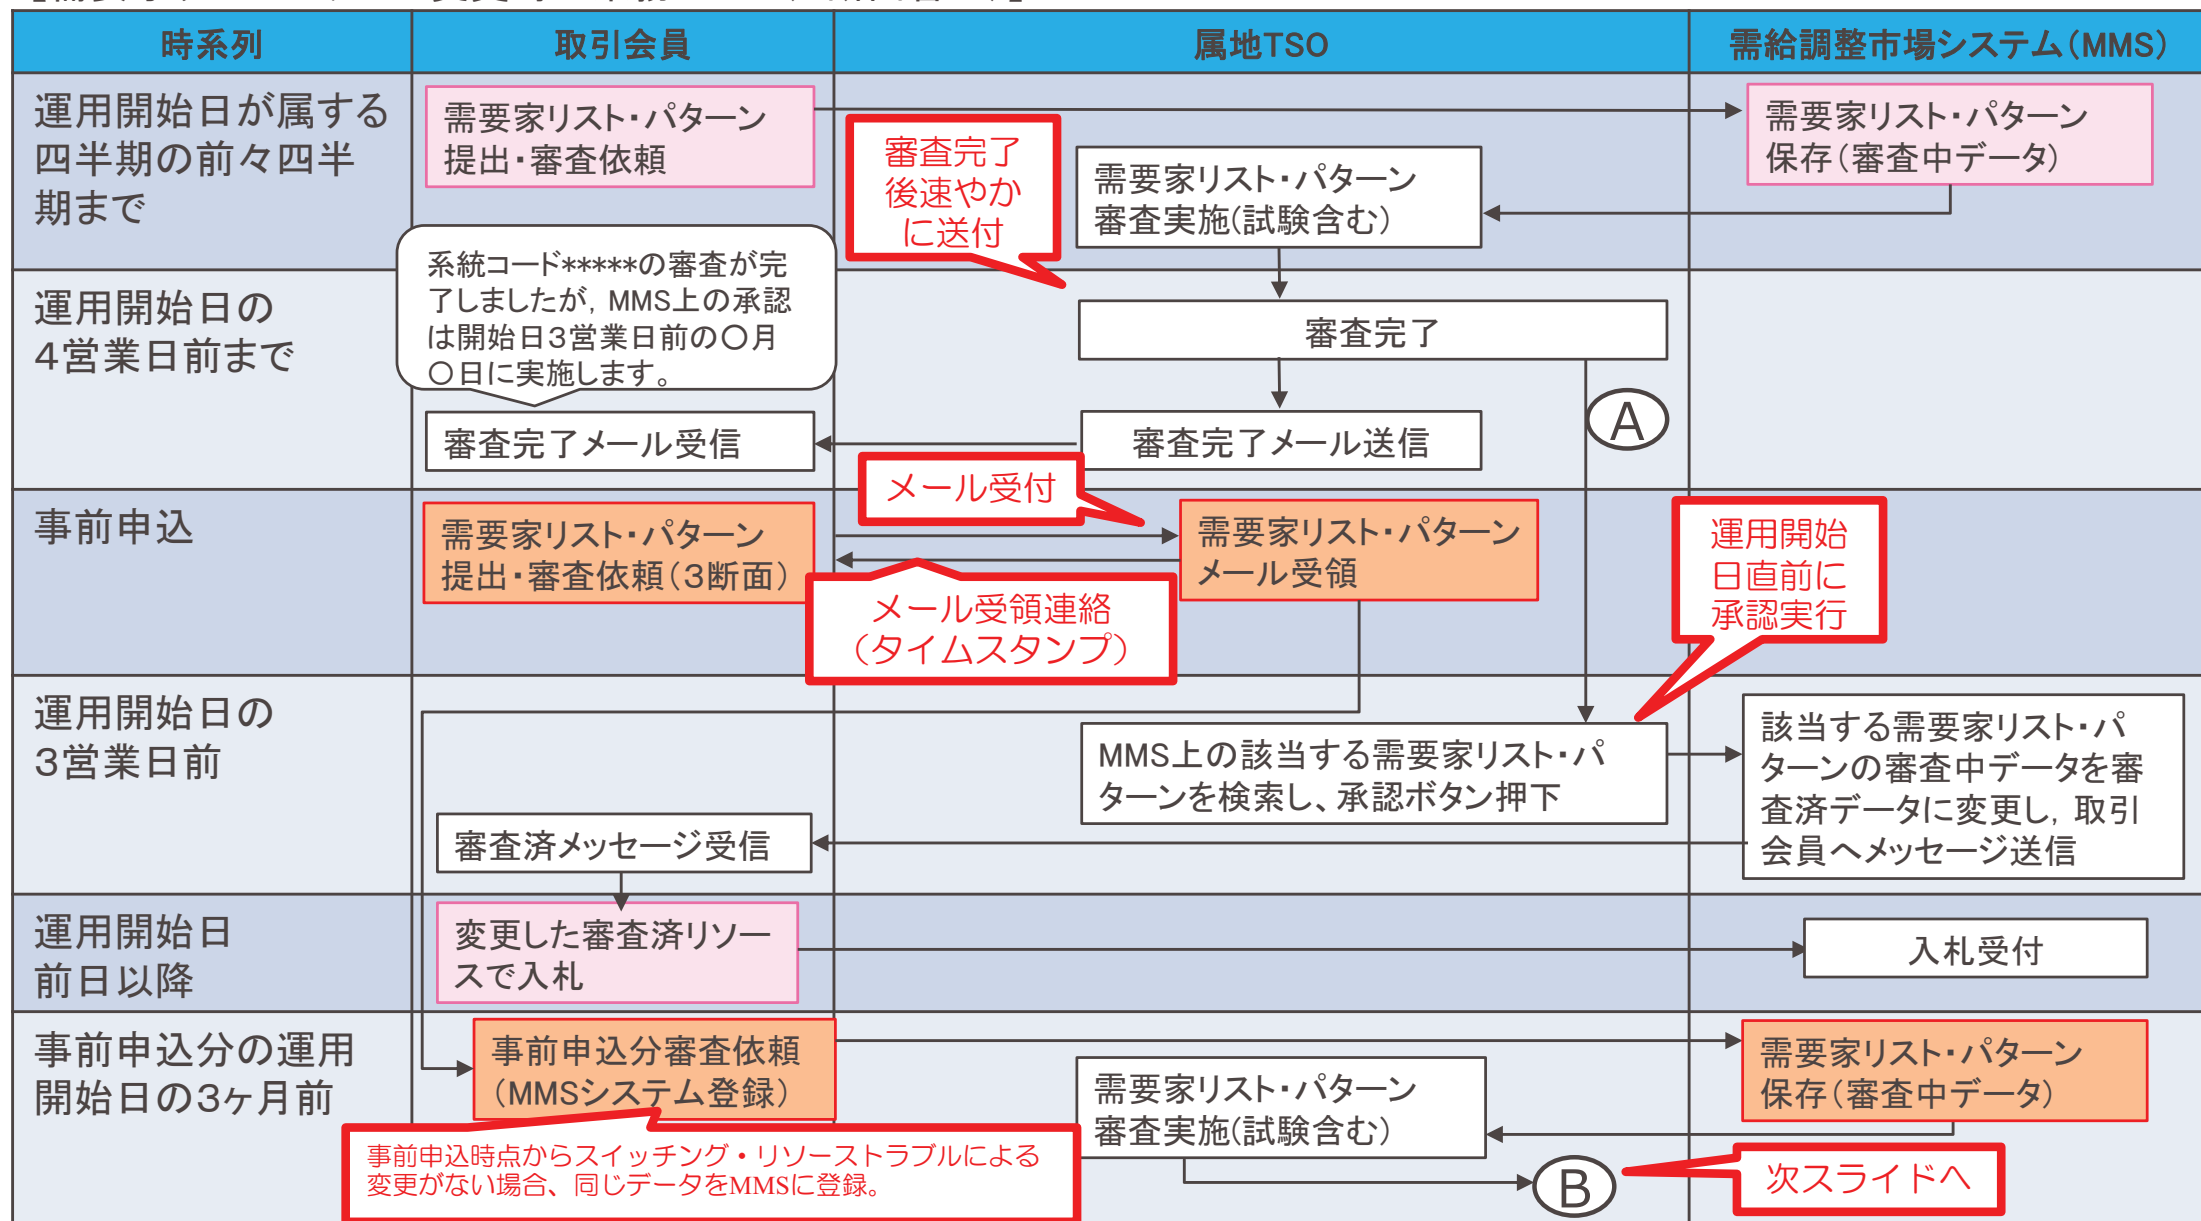 時系列
取引会員
属地TSO
需給調整市場システム(MMS)
運用開始日が属する
四半期の前々四半
期まで
需要家リスト・パターン
提出・審査依頼
審査完了
後速やか
に送付
需要家リスト・パターン
審査実施(試験含む)
需要家リスト・パターン
保存(審査中データ)
運用開始日の
4営業日前まで
系統コード*****の審査が完
了しましたが, MMS上の承認
は開始日3営業日前の〇月
〇日に実施します。
審査完了
A
審査完了メール受信
審査完了メール送信
事前申込
需要家リスト・パターン
提出・審査依頼(3断面)
メール受付
需要家リスト・パターン
メール受領
メール受領連絡
(タイムスタンプ)
運用開始
日直前に
承認実行
運用開始日の
3営業日前
MMS上の該当する需要家リスト・パ
ターンを検索し、承認ボタン押下
該当する需要家リスト・パ
ターンの審査中データを審
査済データに変更し, 取引
会員へメッセージ送信
審査済メッセージ受信
運用開始日
前日以降
変更した審査済リソー
スで入札
入札受付
事前申込分の運用
開始日の3ヶ月前
事前申込分審査依頼
(MMSシステム登録)
需要家リスト・パターン
審査実施(試験含む)
需要家リスト・パターン
保存(審査中データ)
事前申込時点からスイッチング・リソーストラブルによる
変更がない場合、同じデータをMMSに登録。
B
次スライドへ